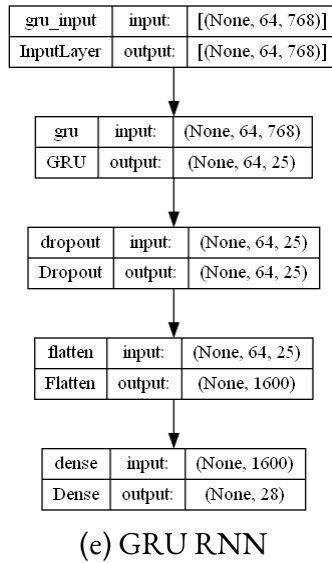 gru_input input: [(None, 64, 768)]
InputLayer output: [(None, 64, 768)]
gru input: (None, 64, 768)
GRU output: (None, 64, 25)
dropout input: (None, 64, 25)
Dropout output: (None, 64, 25)
flatten input: (None, 64, 25)
Flatten output: (None, 1600)
dense input: (None, 1600)
Dense output: (None, 28)
(e) GRU RNN